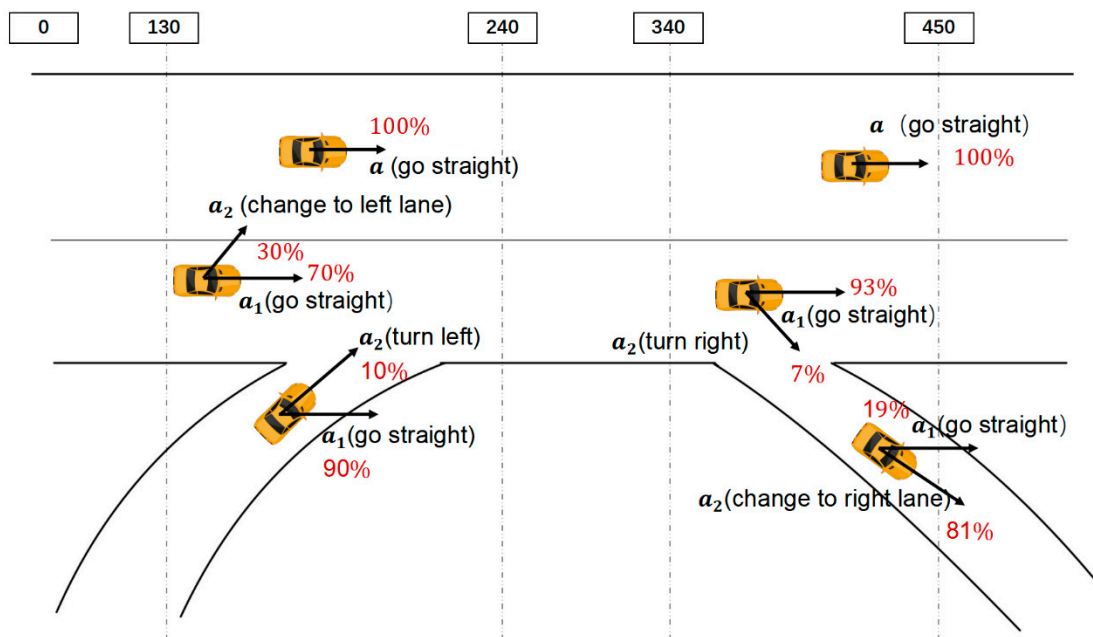 0 130 240 340 450
100%
a (go straight)
a (go straight)
100%
a₂ (change to left lane)
30%
70%
a₁(go straight)
93%
a₁(go straight)
a₂(turn left)
10%
a₂(turn right)
7%
a₁(go straight)
90%
19%
a₁(go straight)
a₂(change to right lane)
81%